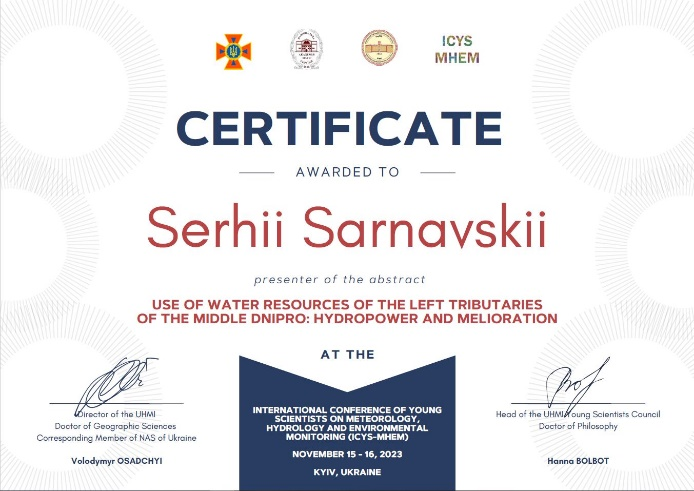 ICYS
MHEM
CERTIFICATE
AWARDED TO
Serhii Sarnavskii
presenter of the abstract
USE OF WATER RESOURCES OF THE LEFT TRIBUTARIES
OF THE MIDDLE DNIPRO: HYDROPOWER AND MELIORATION
AT THE
INTERNATIONAL CONFERENCE OF YOUNG
SCIENTISTS ON METEOROLOGY,
HYDROLOGY AND ENVIRONMENTAL
MONITORING (ICYS-MHEM)
NOVEMBER 15 - 16, 2023
KYIV, UKRAINE
Director of the UHMI
Doctor of Geographic Sciences
Corresponding Member of NAS of Ukraine
Volodymyr OSADCHYI
Head of the UHMI Young Scientists Council
Doctor of Philosophy
Hanna BOLBOT